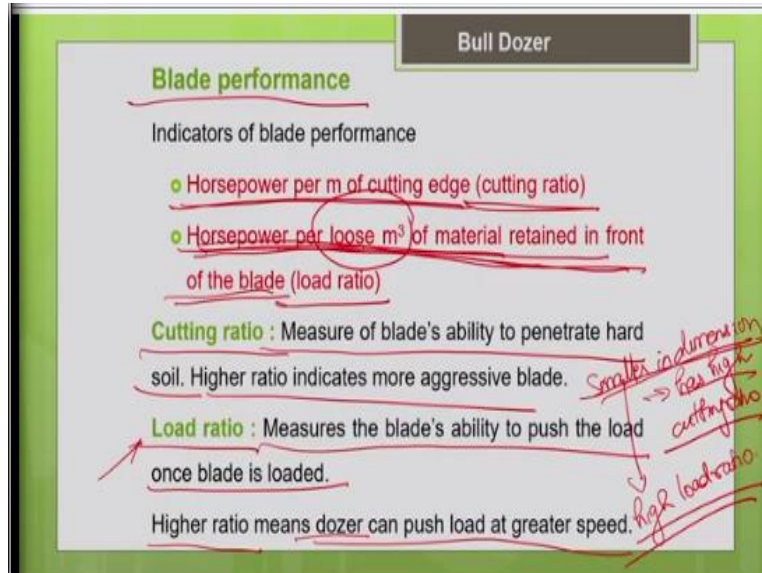 Bull Dozer
Blade performance
Indicators of blade performance
Horsepower per m of cutting edge (cutting ratio)
Horsepower per loose m³ of material retained in front
of the blade (load ratio)
Cutting ratio : Measure of blade's ability to penetrate hard
soil. Higher ratio indicates more aggressive blade.
Load ratio : Measures the blade's ability to push the load
once blade is loaded.
Higher ratio means dozer can push load at greater speed.
Smaller in dimension
→ has high
cutting ratio
high load ratio.